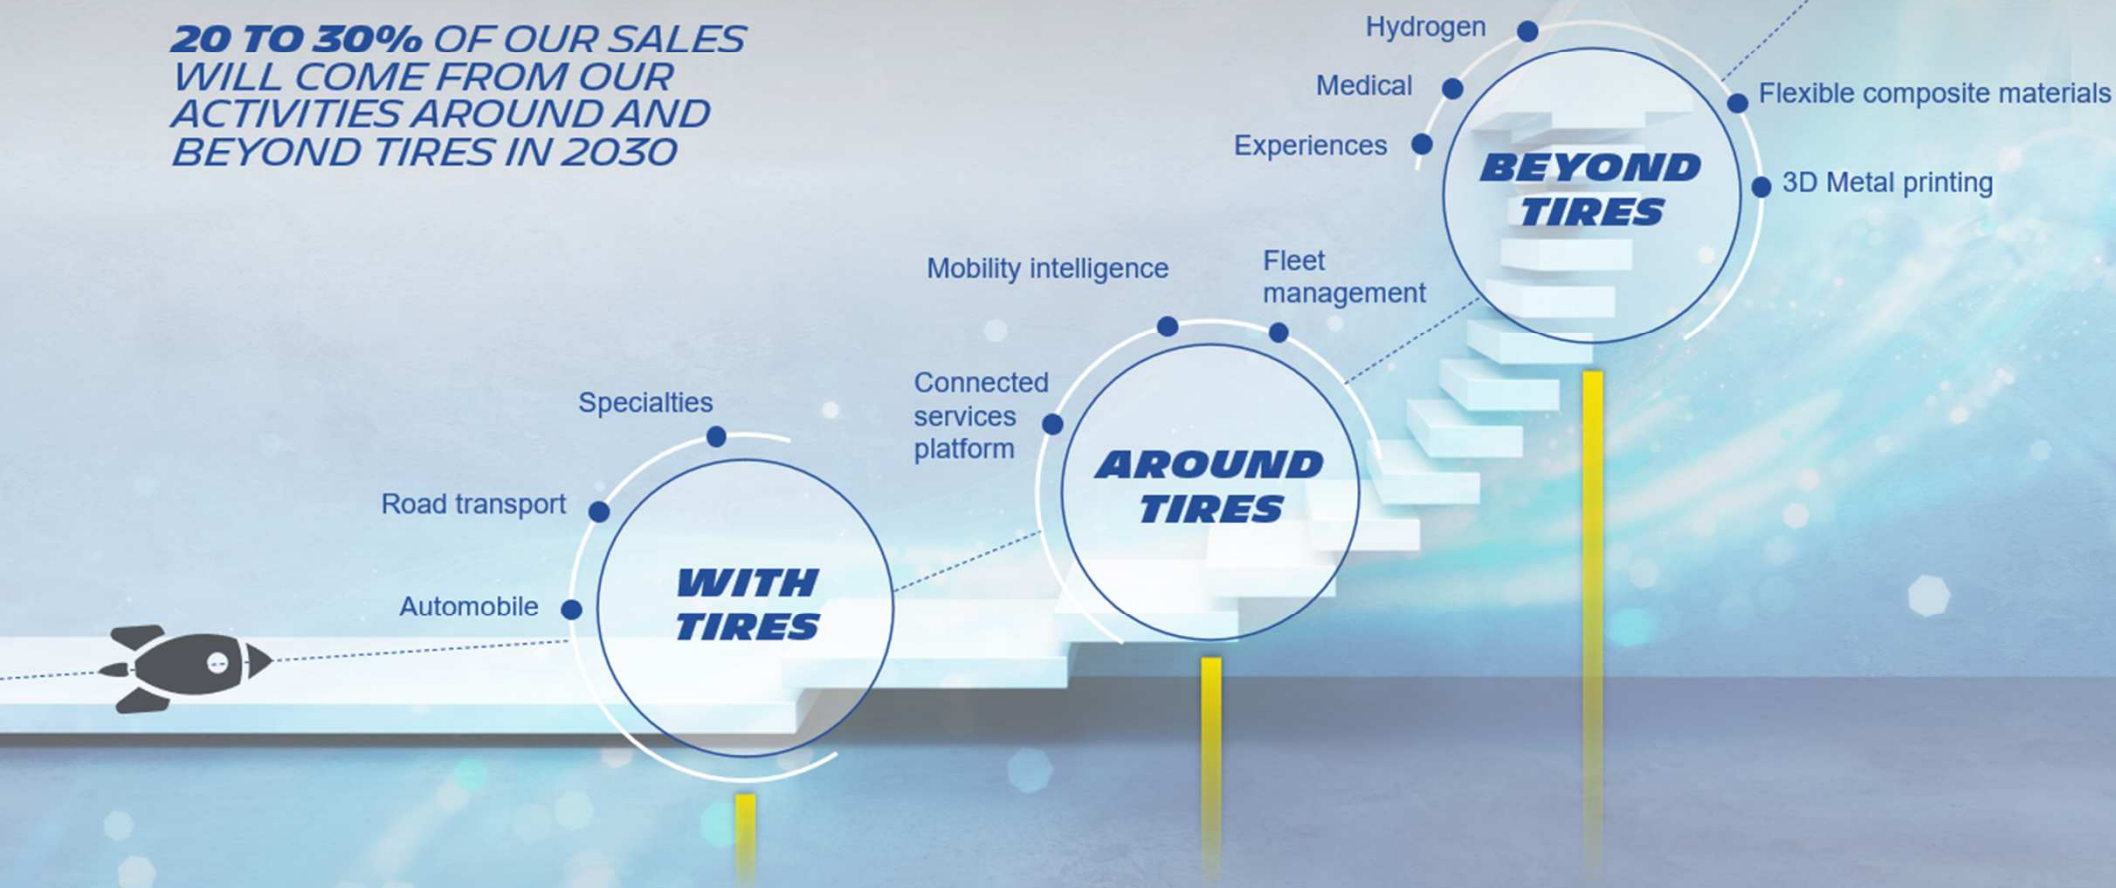 20 TO 30% OF OUR SALES
WILL COME FROM OUR
ACTIVITIES AROUND AND
BEYOND TIRES IN 2030
Hydrogen
Medical
Experiences
BEYOND
TIRES
Flexible composite materials
3D Metal printing
Mobility intelligence
Fleet
management
Connected
services
platform
AROUND
TIRES
Specialties
Road transport
Automobile
WITH
TIRES